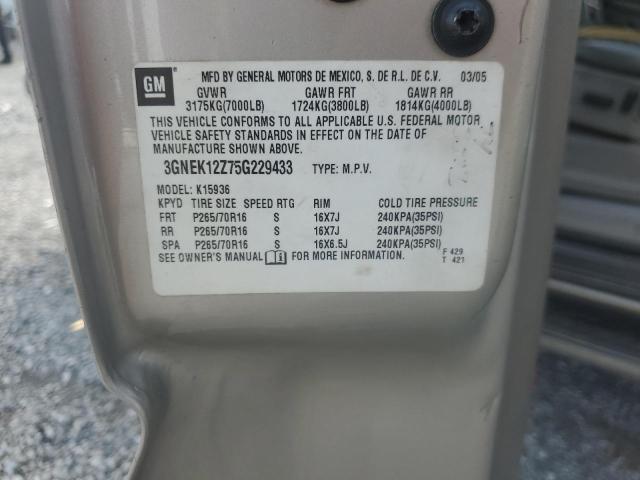 GM
MFD BY GENERAL MOTORS DE MEXICO, S. DE R.L. DE C.V. 03/05
GVWR GAWR FRT GAWR RR
3175KG(7000LB) 1724KG(3800LB) 1814KG(4000LB)
THIS VEHICLE CONFORMS TO ALL APPLICABLE U.S. FEDERAL MOTOR
VEHICLE SAFETY STANDARDS IN EFFECT ON THE DATE OF
MANUFACTURE SHOWN ABOVE.
3GNEK12Z75G229433 TYPE: M.P.V.
MODEL: K15936
KPYD TIRE SIZE SPEED RTG RIM COLD TIRE PRESSURE
FRT P265/70R16 S 16X7J 240KPA(35PSI)
RR P265/70R16 S 16X7J 240KPA(35PSI)
SPA P265/70R16 S 16X6.5J 240KPA(35PSI)
SEE OWNER'S MANUAL FOR MORE INFORMATION.
F 429
T 421